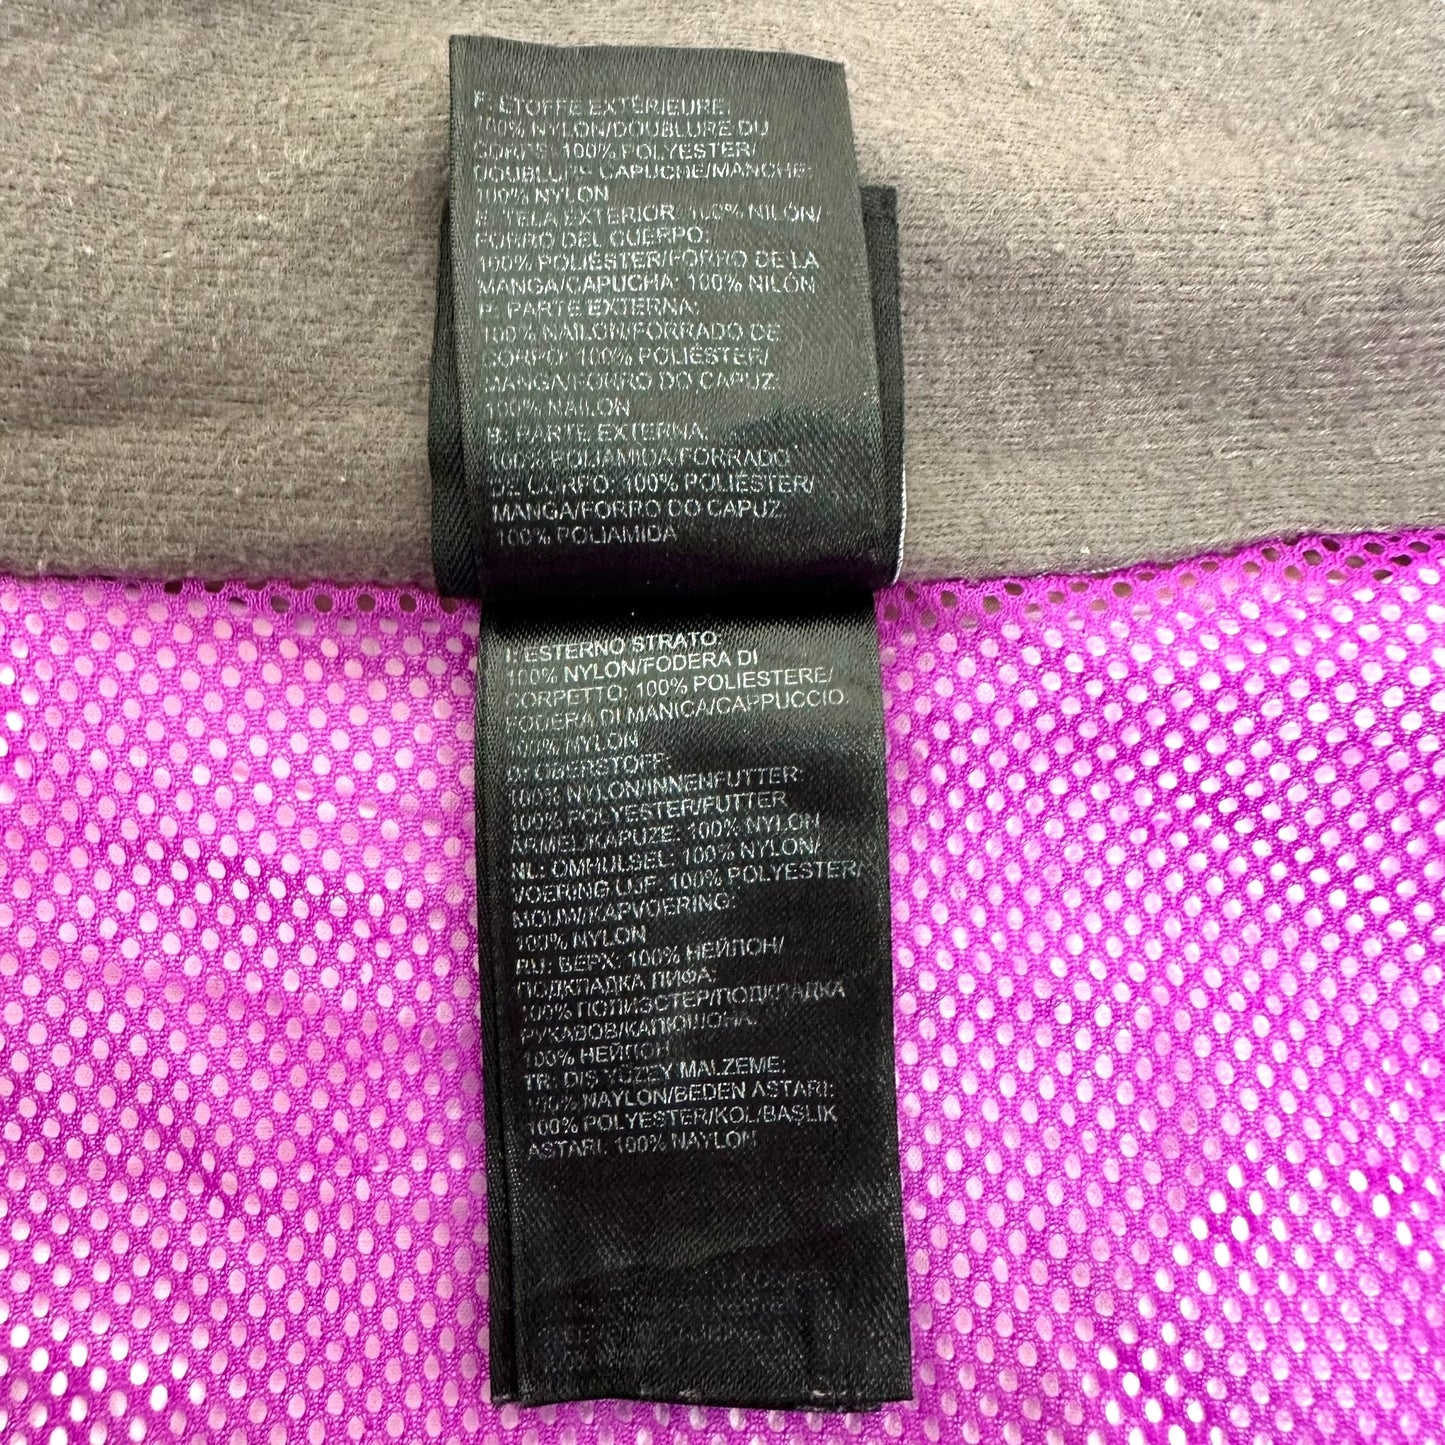 F: ÉTOFFE EXTÉRIEURE:
100% NYLON/DOUBLURE DU
CORPS: 100% POLYESTER/
DOUBLURE CAPUCHE/MANCHE:
100% NYLON
E: TELA EXTERIOR: 100% NILÓN/
FORRO DEL CUERPO:
100% POLIÉSTER/FORRO DE LA
MANGA/CAPUCHA: 100% NILÓN
P: PARTE EXTERNA:
100% NAILON/FORRADO DE
CORPO: 100% POLIÉSTER/
MANGA/FORRO DO CAPUZ:
100% NAILON
B: PARTE EXTERNA:
100% POLIAMIDA/FORRADO
DE CORPO: 100% POLIÉSTER/
MANGA/FORRO DO CAPUZ
100% POLIAMIDA
I: ESTERNO STRATO:
100% NYLON/FODERA DI
CORPETTO: 100% POLIESTERE/
FODERA DI MANICA/CAPPUCCIO
100% NYLON
D: OBERSTOFF:
100% NYLON/INNENFUTTER:
100% POLYESTER/FUTTER
ARMEL/KAPUZE: 100% NYLON
NL: OMHULSEL: 100% NYLON/
VOERING LIJF: 100% POLYESTER/
MOUW/KAPVOERING:
100% NYLON
RU: ВЕРХ: 100% НЕЙЛОН/
ПОДКЛАДКА ЛИФА:
100% ПОЛИЭСТЕР/ПОДКЛАДКА
РУКАВОВ/КАПЮШОНА:
100% НЕЙЛОН
TR: DIS YÜZEY MALZEME:
100% NAYLON/BEDEN ASTARI:
100% POLYESTER/KOL/BASLIK
ASTARI: 100% NAYLON